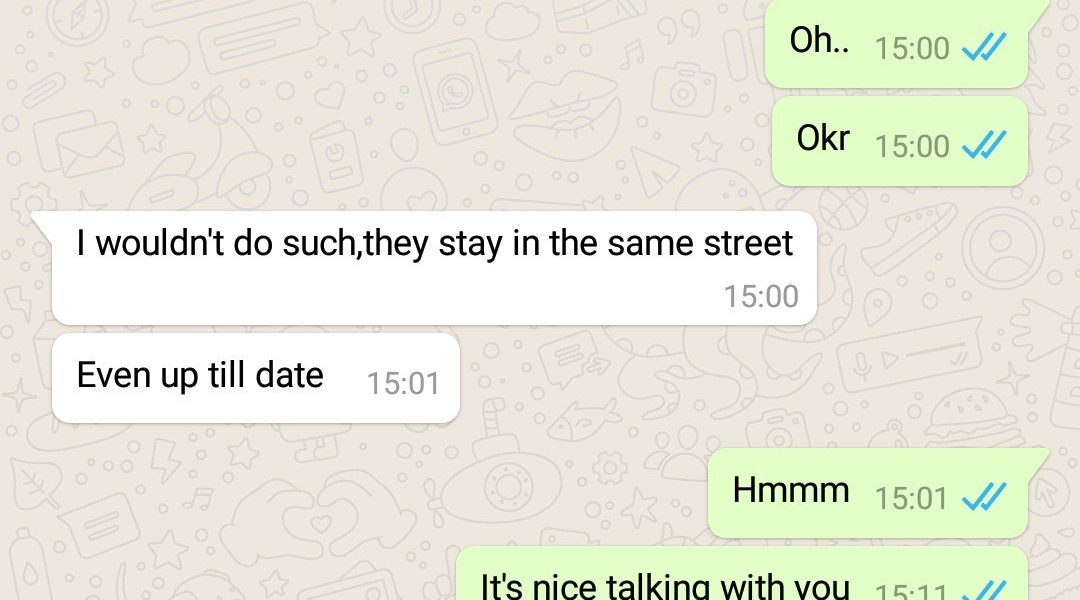 Oh.. 15:00
Okr 15:00
I wouldn't do such,they stay in the same street
15:00
Even up till date 15:01
Hmmm 15:01
It's nice talking with you 15:11